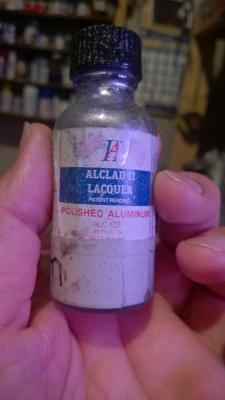 ALCLAD II
LACQUER
PATENT PENDING
POLISHED ALUMINUM
ALC 105